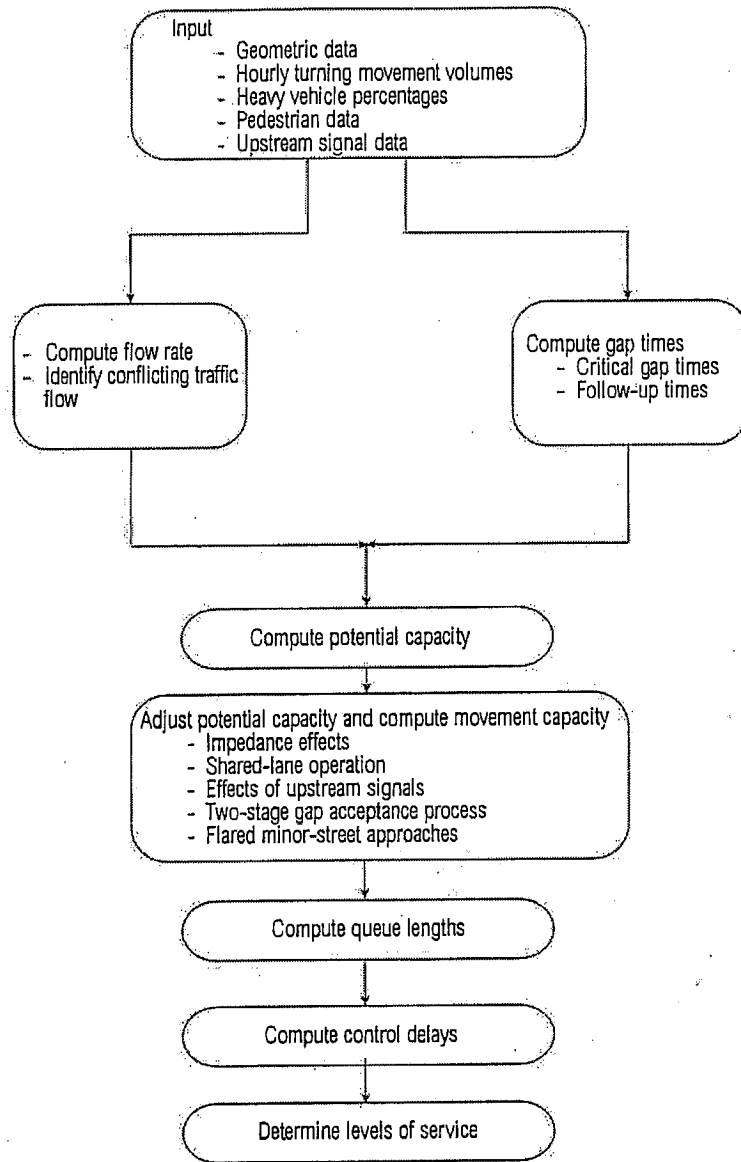 Input
- Geometric data
- Hourly turning movement volumes
- Heavy vehicle percentages
- Pedestrian data
- Upstream signal data
- Compute flow rate
- Identify conflicting traffic
flow
Compute gap times
- Critical gap times
- Follow-up times
Compute potential capacity
Adjust potential capacity and compute movement capacity
- Impedance effects
- Shared-lane operation
- Effects of upstream signals
- Two-stage gap acceptance process
- Flared minor-street approaches
Compute queue lengths
Compute control delays
Determine levels of service